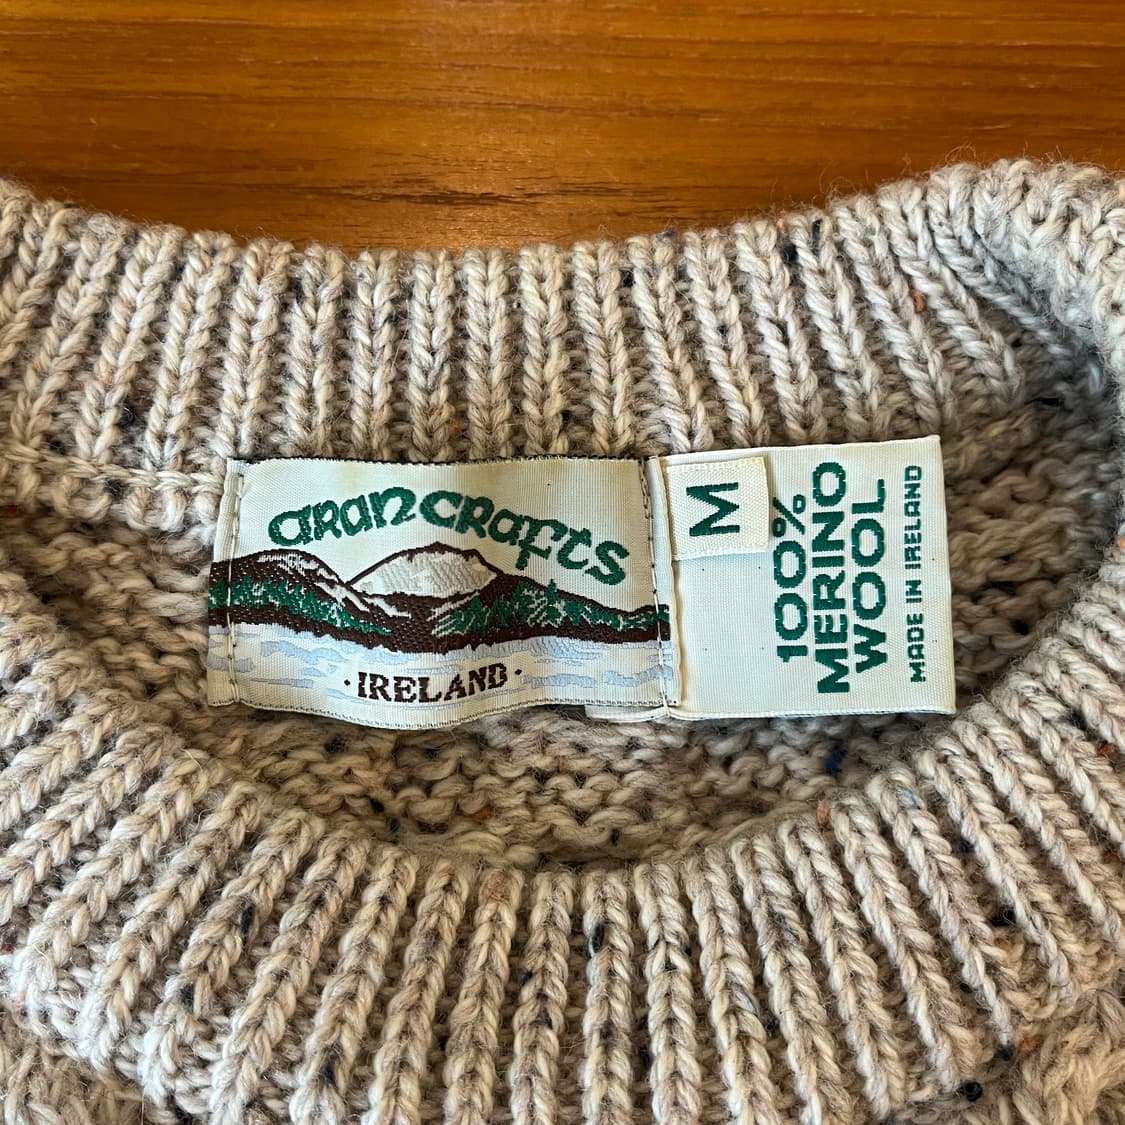 aran crafts
·IRELAND·
M
100%
MERINO
WOOL
MADE IN IRELAND